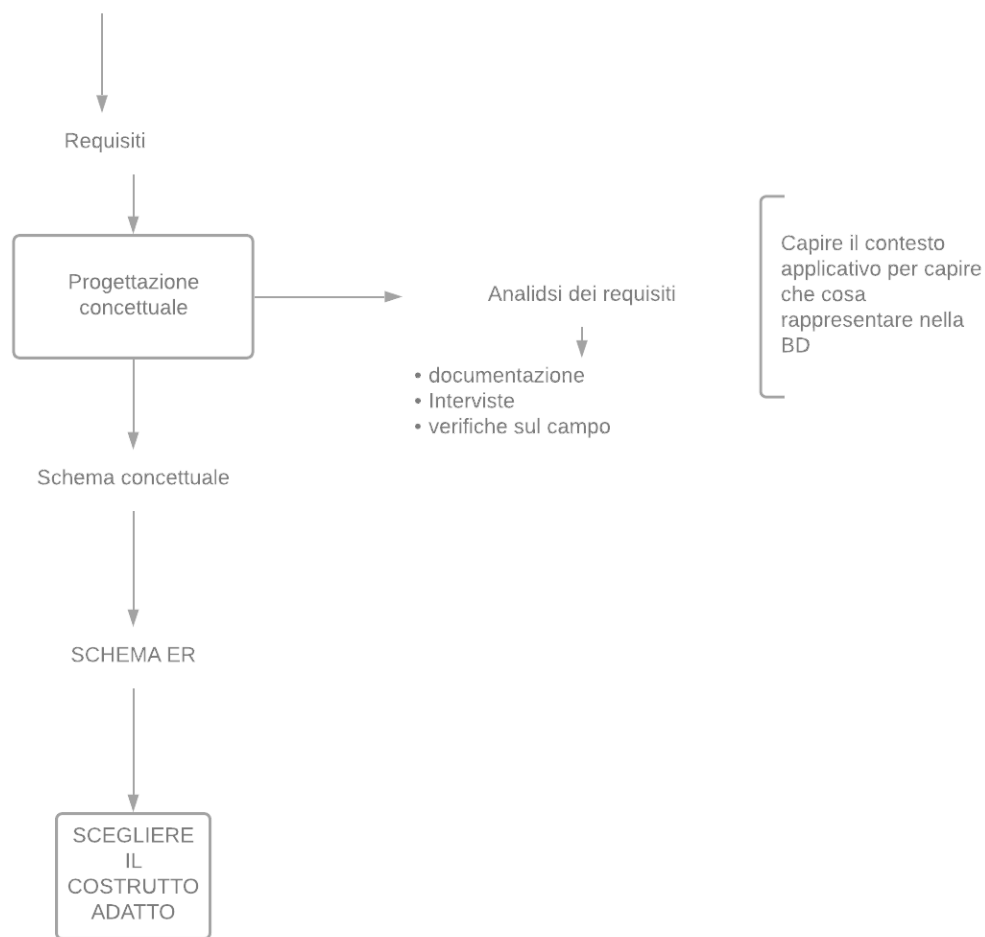 Requisiti
Progettazione
concettuale
Analidsi dei requisiti
Capire il contesto
applicativo per capire
che cosa
rappresentare nella
BD
• documentazione
• Interviste
• verifiche sul campo
Schema concettuale
SCHEMA ER
SCEGLIERE
IL
COSTRUTTO
ADATTO